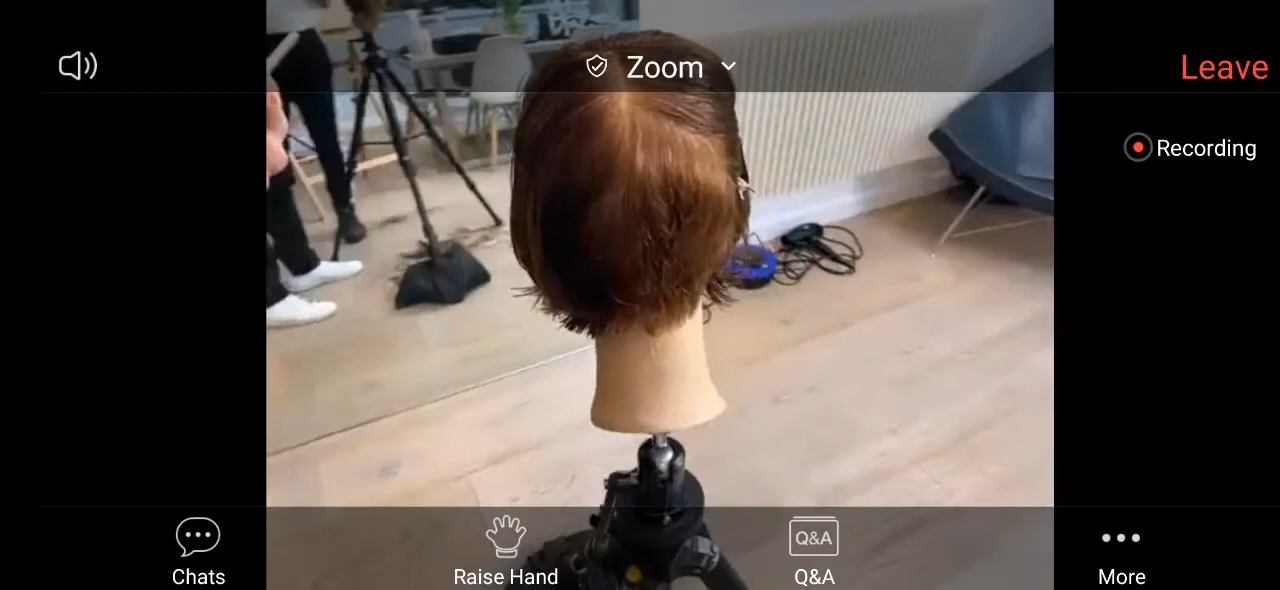 Zoom
Leave
Recording
Chats
Raise Hand
Q&A
Q&A
More